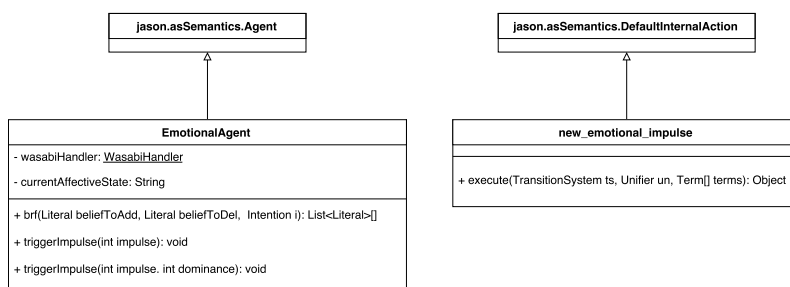 jason.asSemantics.Agent
EmotionalAgent
- wasabiHandler: WasabiHandler
- currentAffectiveState: String
+ brf(Literal beliefToAdd, Literal beliefToDel, Intention i): List<Literal>[]
+ triggerImpulse(int impulse): void
+ triggerImpulse(int impulse. int dominance): void
jason.asSemantics.DefaultInternalAction
new_emotional_impulse
+ execute(TransitionSystem ts, Unifier un, Term[] terms): Object